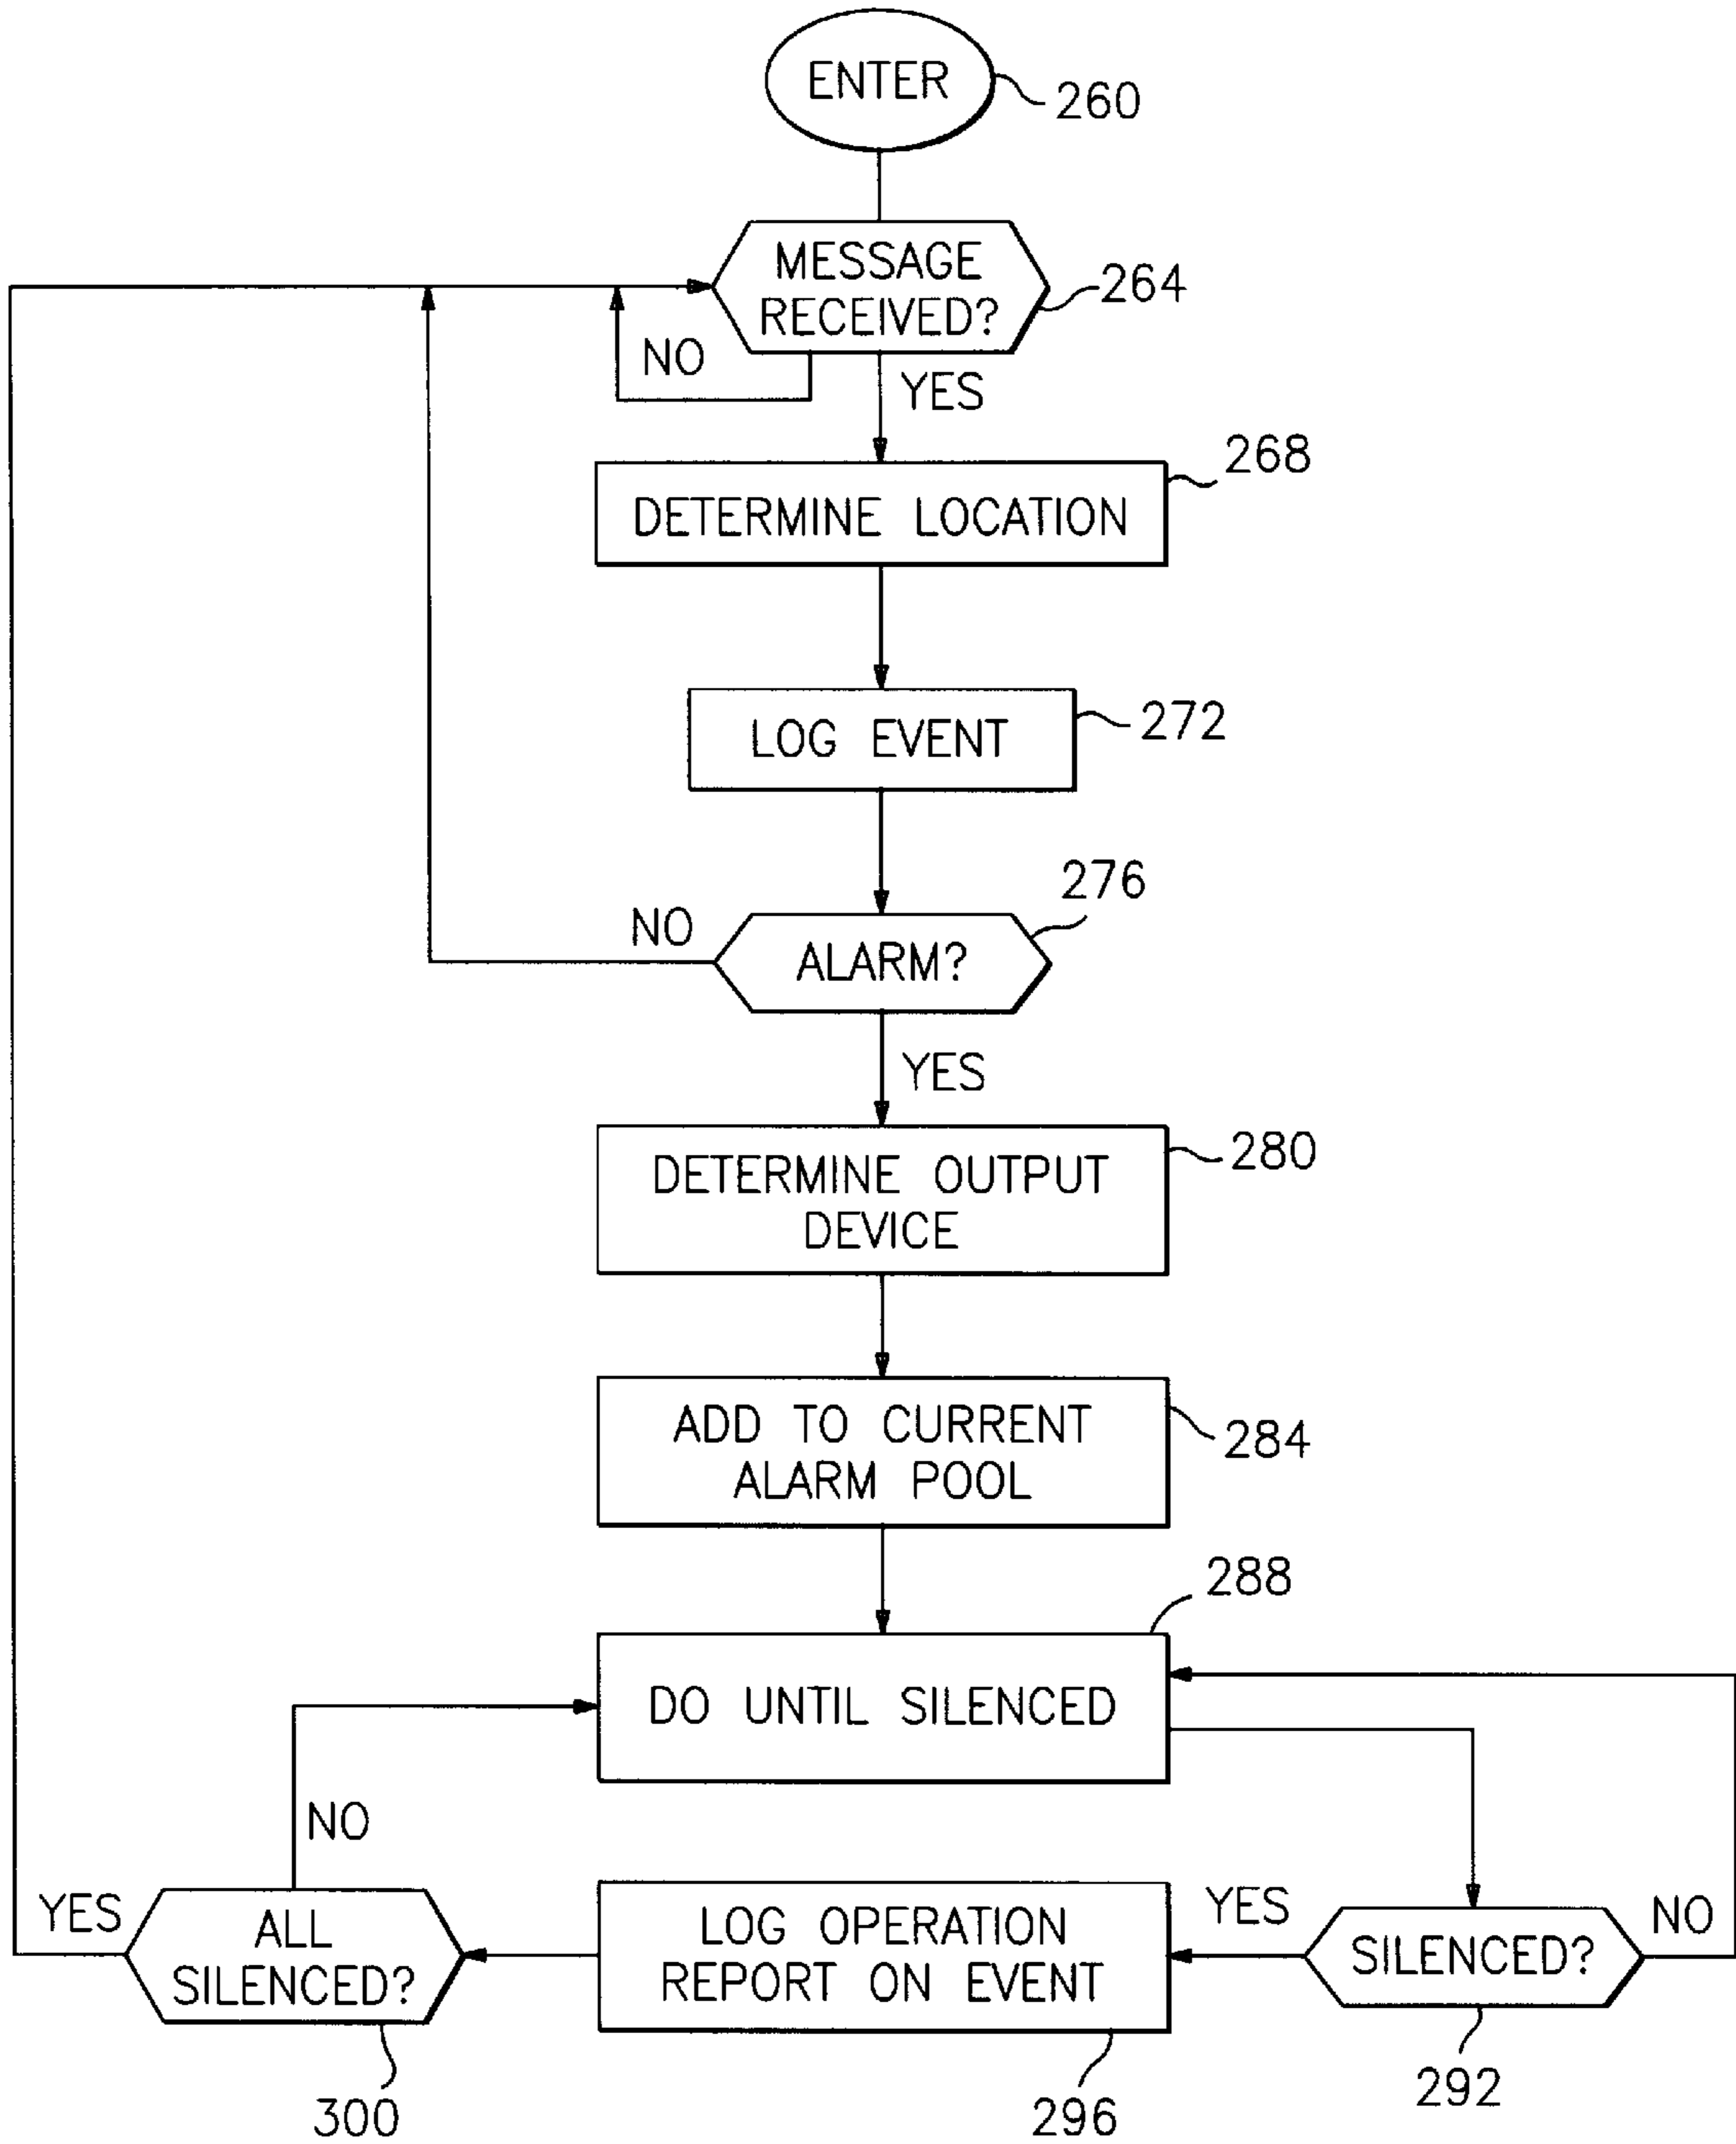 ENTER
260
MESSAGE
RECEIVED?
264
NO
YES
268
DETERMINE LOCATION
LOG EVENT
272
276
NO
ALARM?
YES
DETERMINE OUTPUT
DEVICE
280
ADD TO CURRENT
ALARM POOL
284
288
DO UNTIL SILENCED
NO
YES
ALL
SILENCED?
LOG OPERATION
REPORT ON EVENT
YES
SILENCED?
NO
300
296
292